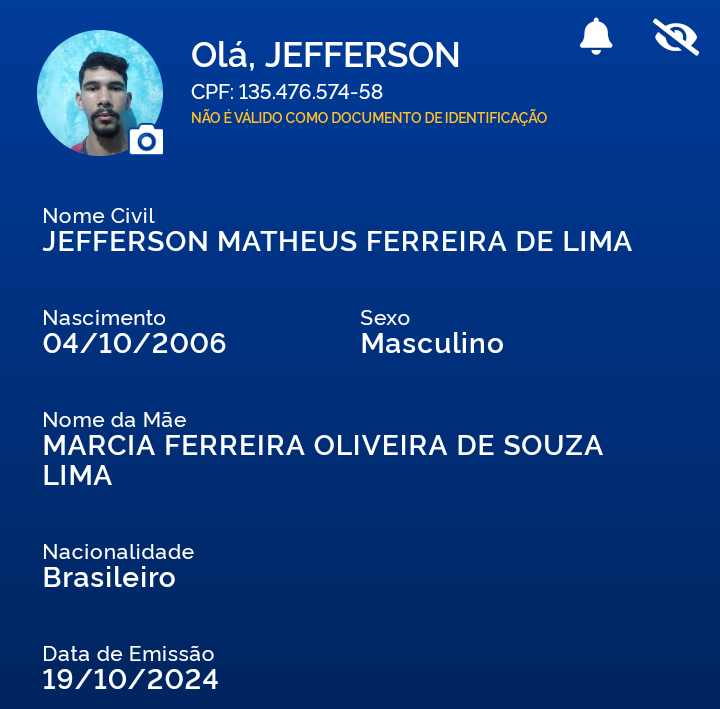 Olá, JEFFERSON
CPF: 135.476.574-58
NÃO É VÁLIDO COMO DOCUMENTO DE IDENTIFICAÇÃO
Nome Civil
JEFFERSON MATHEUS FERREIRA DE LIMA
Nascimento
04/10/2006
Sexo
Masculino
Nome da Mãe
MARCIA FERREIRA OLIVEIRA DE SOUZA
LIMA
Nacionalidade
Brasileiro
Data de Emissão
19/10/2024